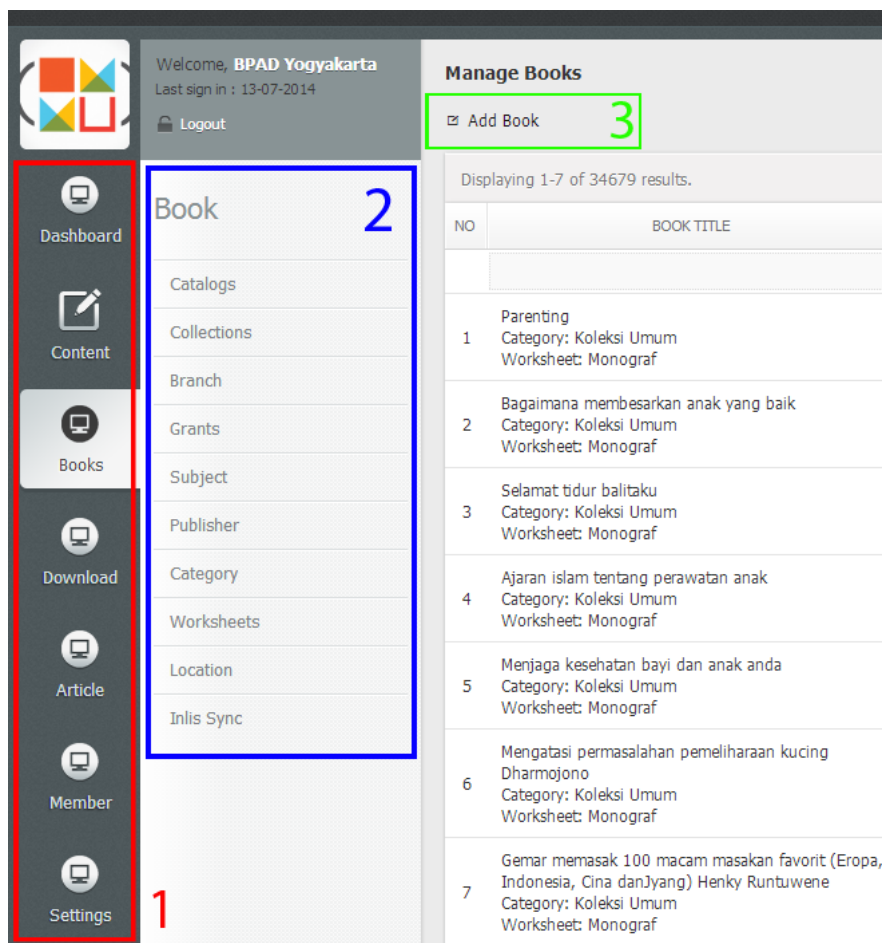 Welcome, BPAD Yogyakarta
Last sign in : 13-07-2014
Logout
Dashboard
Content
Books
Download
Article
Member
Settings
1
Book
2
Catalogs
Collections
Branch
Grants
Subject
Publisher
Category
Worksheets
Location
Inlis Sync
Manage Books
Add Book
3
Displaying 1-7 of 34679 results.
NO BOOK TITLE
1 Parenting
Category: Koleksi Umum
Worksheet: Monograf
2 Bagaimana membesarkan anak yang baik
Category: Koleksi Umum
Worksheet: Monograf
3 Selamat tidur balitaku
Category: Koleksi Umum
Worksheet: Monograf
4 Ajaran islam tentang perawatan anak
Category: Koleksi Umum
Worksheet: Monograf
5 Menjaga kesehatan bayi dan anak anda
Category: Koleksi Umum
Worksheet: Monograf
6 Mengatasi permasalahan pemeliharaan kucing
Dharmojono
Category: Koleksi Umum
Worksheet: Monograf
7 Gemar memasak 100 macam masakan favorit (Eropa,
Indonesia, Cina danJyang) Henky Runtuwene
Category: Koleksi Umum
Worksheet: Monograf